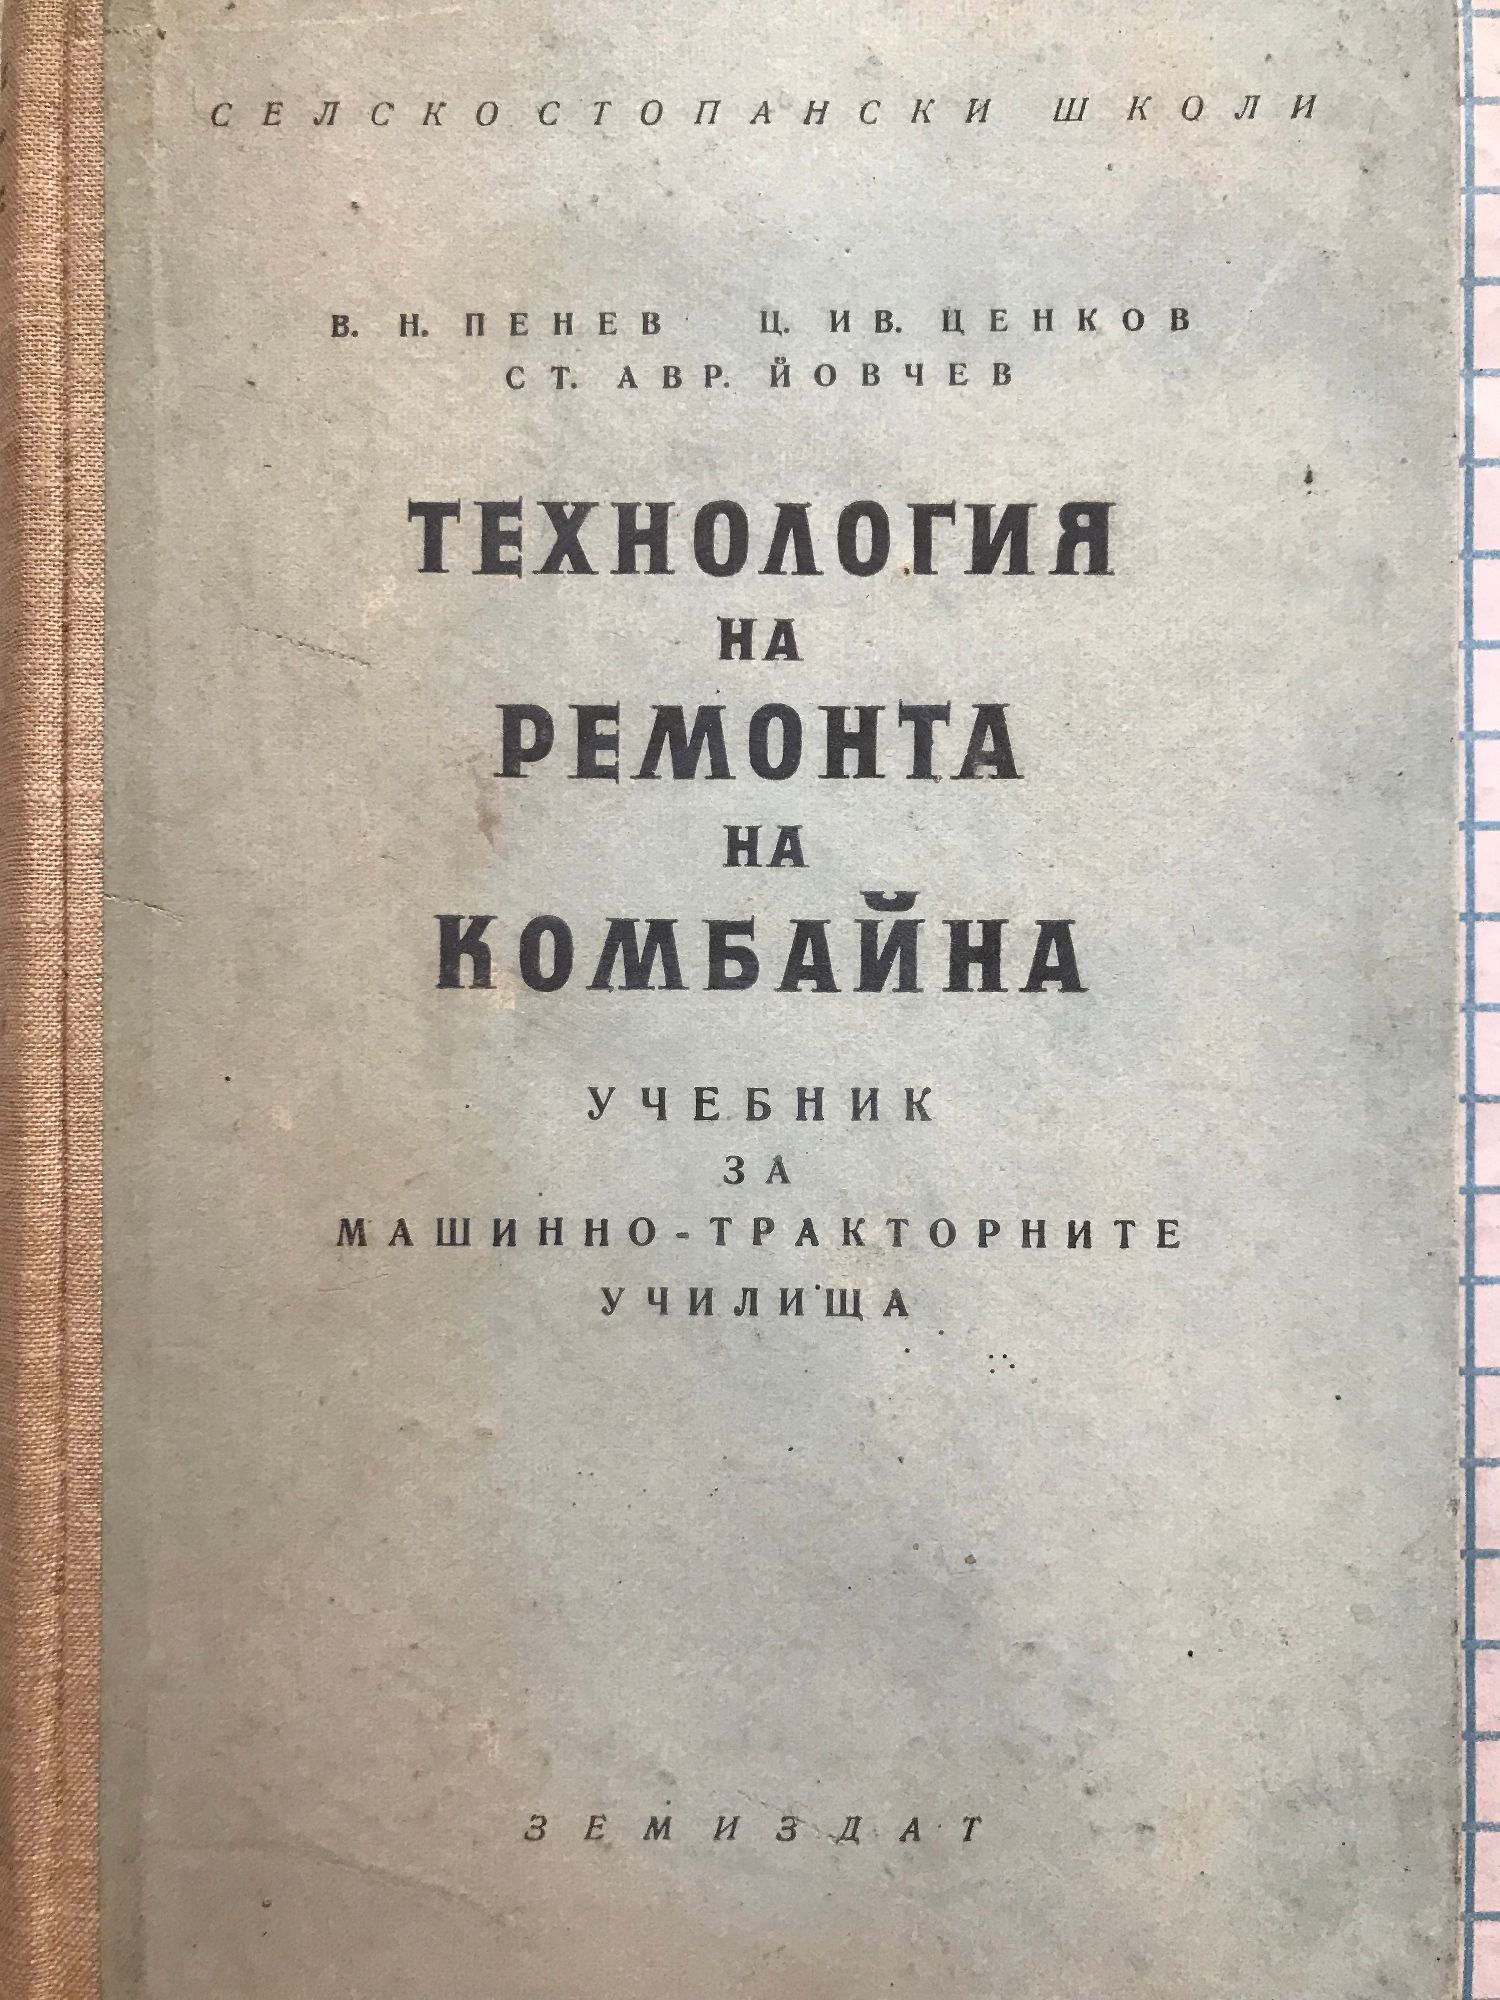 СЕЛСКОСТОПАНСКИ ШКОЛИ
В. Н. ПЕНЕВ Ц. ИВ. ЦЕНКОВ
СТ. АВР. ЙОВЧЕВ
ТЕХНОЛОГИЯ
НА
РЕМОНТА
НА
КОМБАЙНА
УЧЕБНИК
ЗА
МАШИННО-ТРАКТОРНИТЕ
УЧИЛИЩА
ЗЕМИЗДАТ